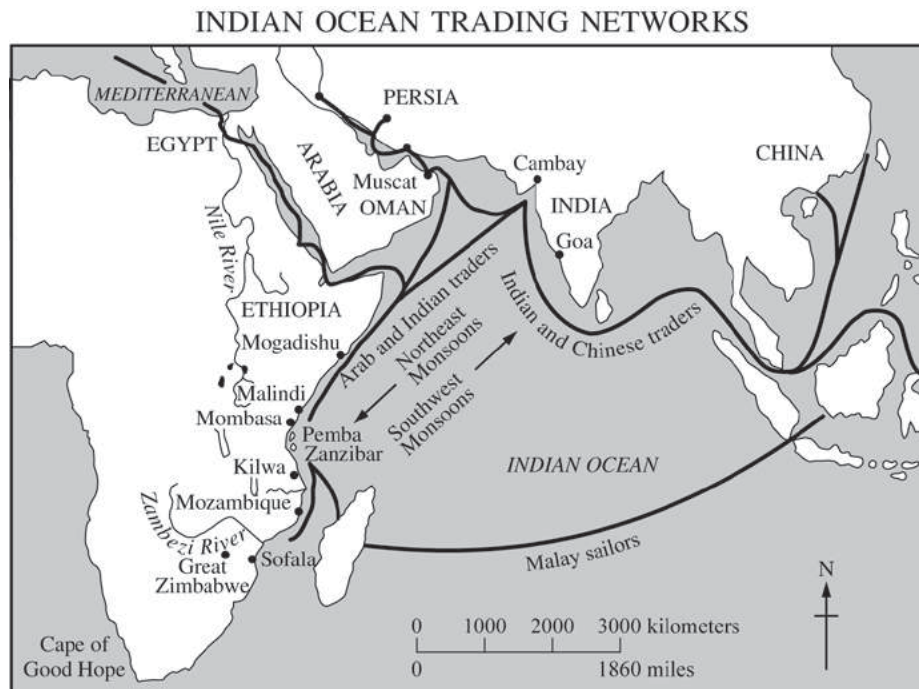 INDIAN OCEAN TRADING NETWORKS
MEDITERRANEAN
EGYPT
PERSIA
ARABIA
Muscat
OMAN
Cambay
INDIA
Goa
CHINA
Nile River
ETHIOPIA
Mogadishu
Malindi
Mombasa
Pemba
Zanzibar
Kilwa
Mozambique
Zambezi River
Great
Zimbabwe
Sofala
Cape of
Good Hope
Arab and Indian traders
Northeast
Monsoons
Southwest
Monsoons
Indian and Chinese traders
INDIAN OCEAN
Malay sailors
N
0 1000 2000 3000 kilometers
0 1860 miles